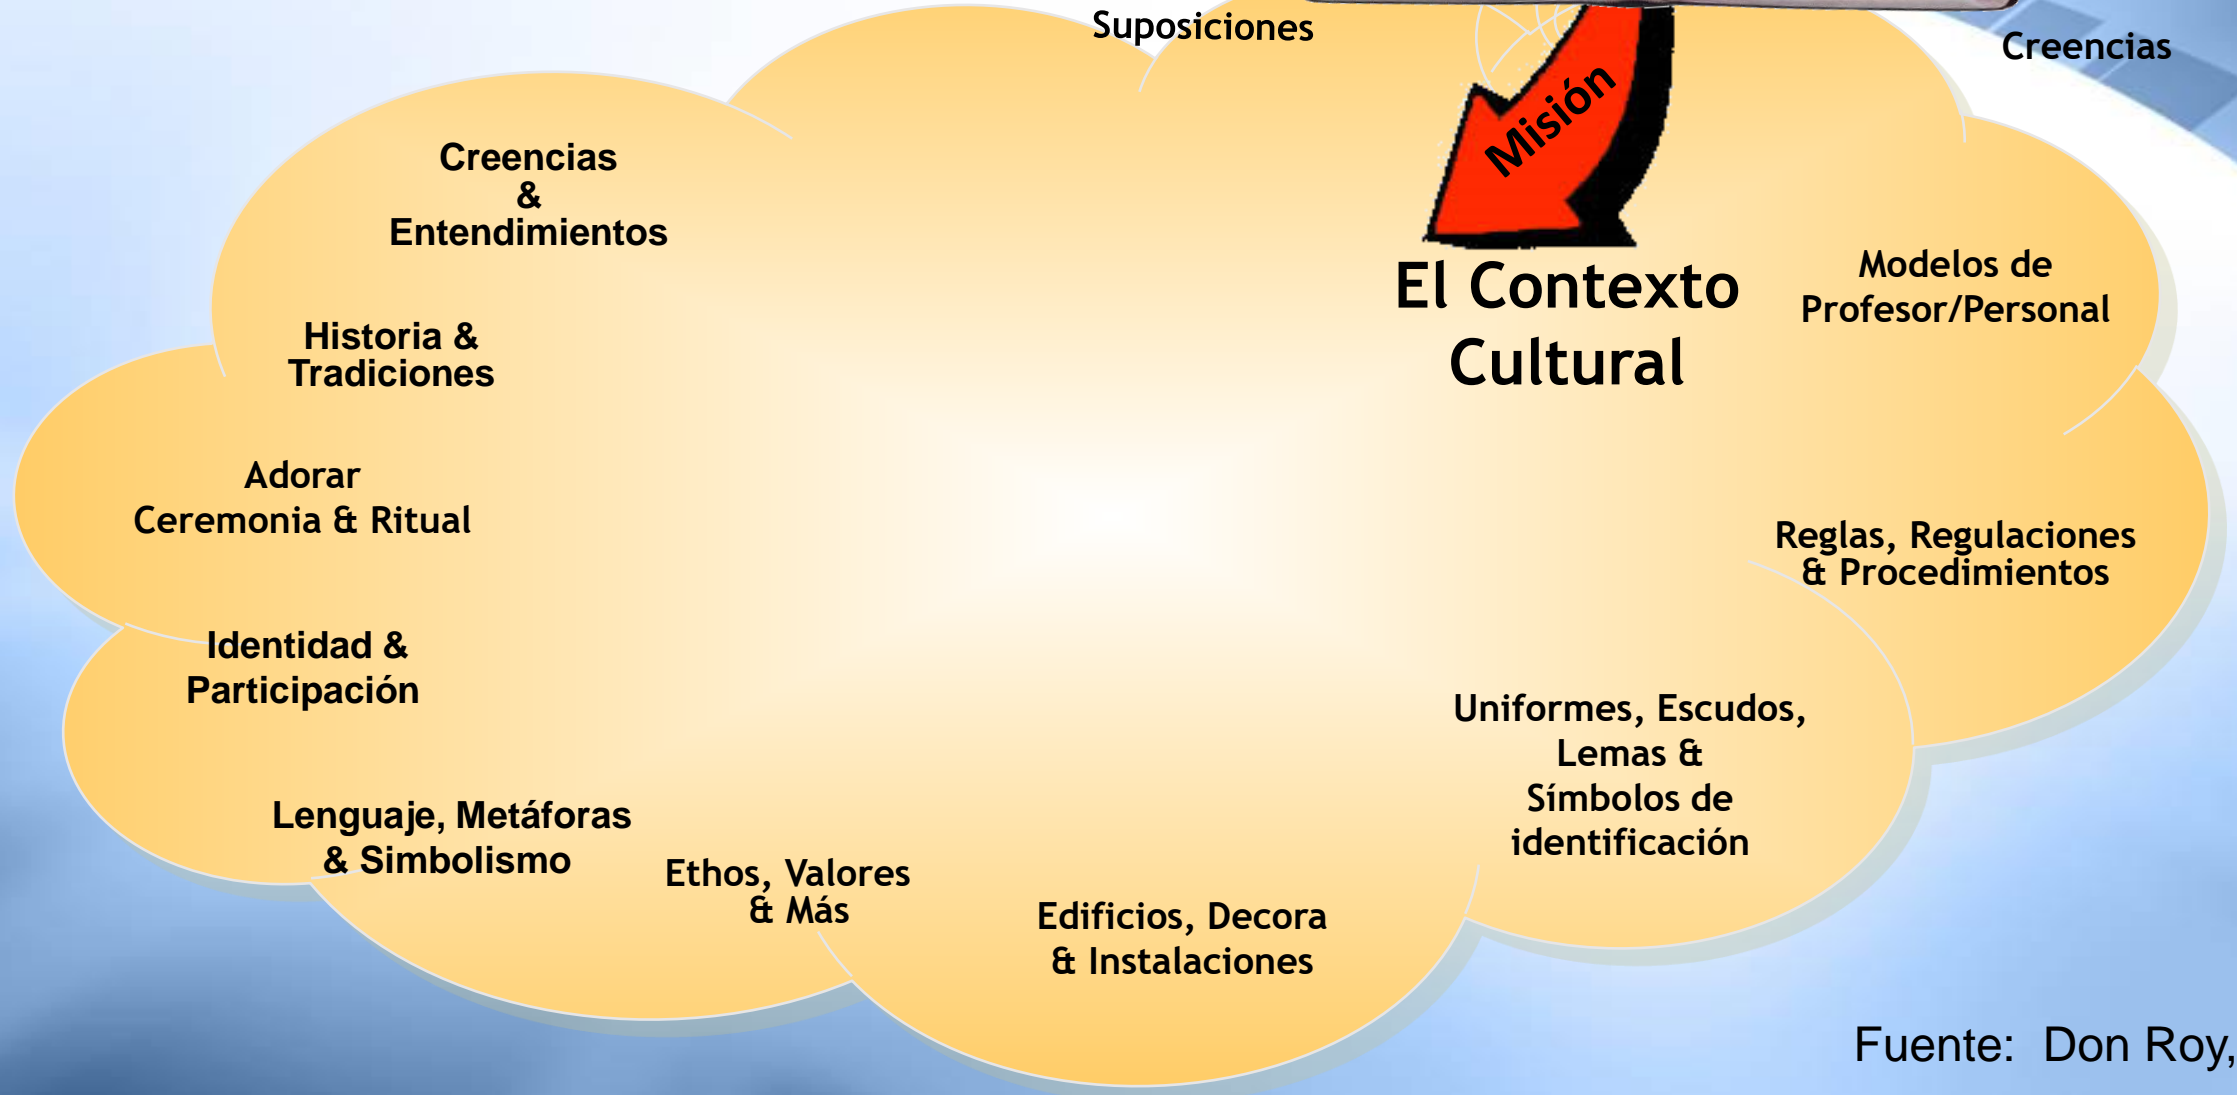 Suposiciones
Creencias
Misión
Creencias
&
Entendimientos
El Contexto
Cultural
Modelos de
Profesor/Personal
Historia &
Tradiciones
Adorar
Ceremonia & Ritual
Reglas, Regulaciones
& Procedimientos
Identidad &
Participación
Uniformes, Escudos,
Lemas &
Símbolos de
identificación
Lenguaje, Metáforas
& Simbolismo
Ethos, Valores
& Más
Edificios, Decora
& Instalaciones
Fuente: Don Roy,